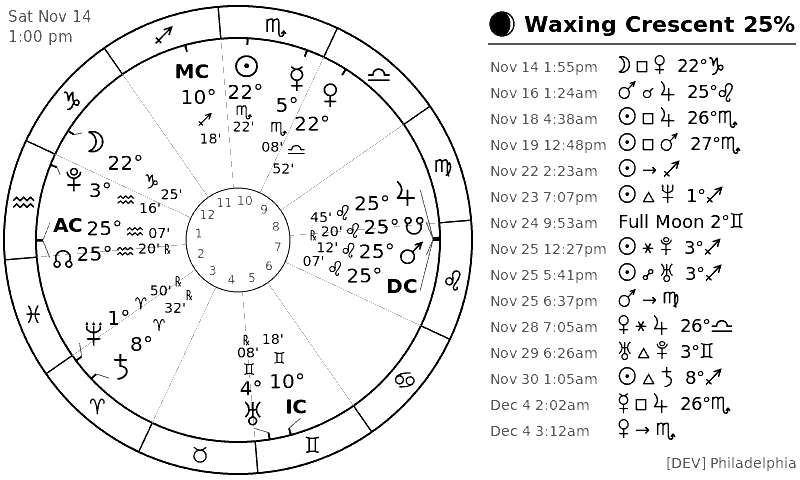 Sat Nov 14
1:00 pm
Waxing Crescent 25%
Nov 14 1:55pm ☽ □ ♀ 22°♑
Nov 16 1:24am ♂ ☌ ♃ 25°♌
Nov 18 4:38am ☉ □ ♃ 26°♏
Nov 19 12:48pm ☉ □ ♂ 27°♏
Nov 22 2:23am ☉ → ♐
Nov 23 7:07pm ☉ △ ♆ 1°♐
Nov 24 9:53am Full Moon 2°♊
Nov 25 12:27pm ☉ ⚹ ♇ 3°♐
Nov 25 5:41pm ☉ ☍ ♅ 3°♐
Nov 25 6:37pm ♂ → ♍
Nov 28 7:05am ♀ ⚹ ♃ 26°♎
Nov 29 6:26am ♅ △ ♇ 3°♊
Nov 30 1:05am ☉ △ ♄ 8°♐
Dec 4 2:02am ☿ □ ♃ 26°♏
Dec 4 3:12am ♀ → ♏
[DEV] Philadelphia
♐
♏
♎
♍
♌
♋
♊
♉
♈
♓
♒
♑
MC 10° ♐ 18'
☉ 22° ♏ 22'
☿ 5° ♏ 08'
♀ 22° ♎ 52'
☽ 22° ♑ 25'
♇ 3° ♒ 16'
AC 25° ♒ 07'
☊ 25° ♒ 20' ℞
♆ 1° ♈ 50' ℞
♄ 8° ♈ 32' ℞
♅ 4° ♊ 08' ℞
IC 10° ♊ 18'
45' ♌ 25° ♃
℞ 20' ♌ 25° ☋
12' ♌ 25° ♂
07' ♌ 25° DC
1
2
3
4
5
6
7
8
9
10
11
12